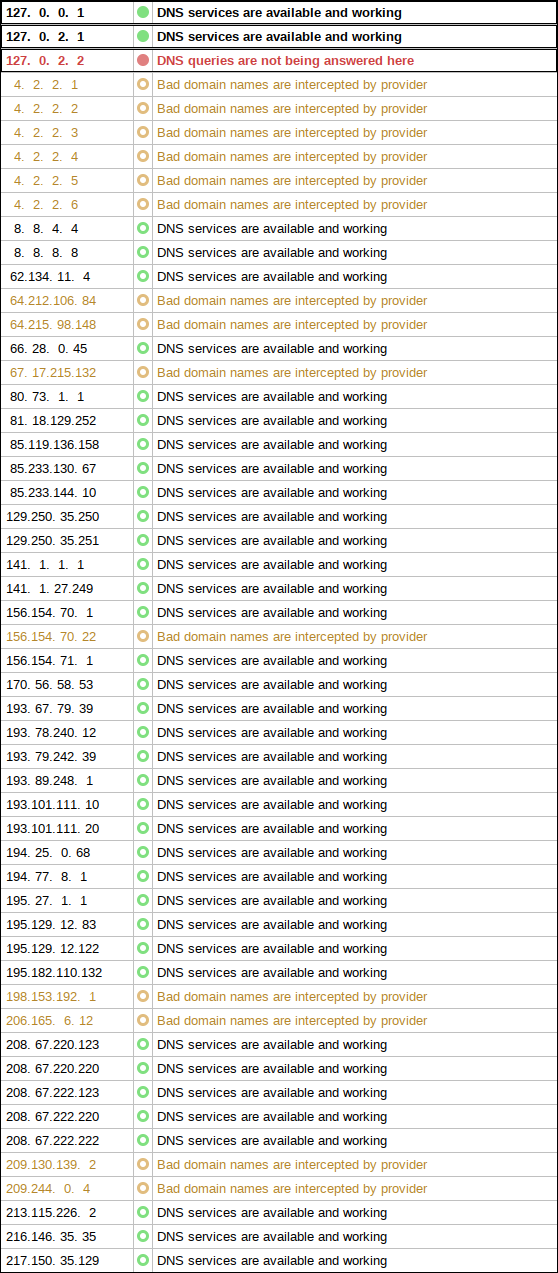 127. 0. 0. 1 DNS services are available and working
127. 0. 2. 1 DNS services are available and working
127. 0. 2. 2 DNS queries are not being answered here
4. 2. 2. 1 Bad domain names are intercepted by provider
4. 2. 2. 2 Bad domain names are intercepted by provider
4. 2. 2. 3 Bad domain names are intercepted by provider
4. 2. 2. 4 Bad domain names are intercepted by provider
4. 2. 2. 5 Bad domain names are intercepted by provider
4. 2. 2. 6 Bad domain names are intercepted by provider
8. 8. 4. 4 DNS services are available and working
8. 8. 8. 8 DNS services are available and working
62.134. 11. 4 DNS services are available and working
64.212.106. 84 Bad domain names are intercepted by provider
64.215. 98.148 Bad domain names are intercepted by provider
66. 28. 0. 45 DNS services are available and working
67. 17.215.132 Bad domain names are intercepted by provider
80. 73. 1. 1 DNS services are available and working
81. 18.129.252 DNS services are available and working
85.119.136.158 DNS services are available and working
85.233.130. 67 DNS services are available and working
85.233.144. 10 DNS services are available and working
129.250. 35.250 DNS services are available and working
129.250. 35.251 DNS services are available and working
141. 1. 1. 1 DNS services are available and working
141. 1. 27.249 DNS services are available and working
156.154. 70. 1 DNS services are available and working
156.154. 70. 22 Bad domain names are intercepted by provider
156.154. 71. 1 DNS services are available and working
170. 56. 58. 53 DNS services are available and working
193. 67. 79. 39 DNS services are available and working
193. 78.240. 12 DNS services are available and working
193. 79.242. 39 DNS services are available and working
193. 89.248. 1 DNS services are available and working
193.101.111. 10 DNS services are available and working
193.101.111. 20 DNS services are available and working
194. 25. 0. 68 DNS services are available and working
194. 77. 8. 1 DNS services are available and working
195. 27. 1. 1 DNS services are available and working
195.129. 12. 83 DNS services are available and working
195.129. 12.122 DNS services are available and working
195.182.110.132 DNS services are available and working
198.153.192. 1 Bad domain names are intercepted by provider
206.165. 6. 12 Bad domain names are intercepted by provider
208. 67.220.123 DNS services are available and working
208. 67.220.220 DNS services are available and working
208. 67.222.123 DNS services are available and working
208. 67.222.220 DNS services are available and working
208. 67.222.222 DNS services are available and working
209.130.139. 2 Bad domain names are intercepted by provider
209.244. 0. 4 Bad domain names are intercepted by provider
213.115.226. 2 DNS services are available and working
216.146. 35. 35 DNS services are available and working
217.150. 35.129 DNS services are available and working